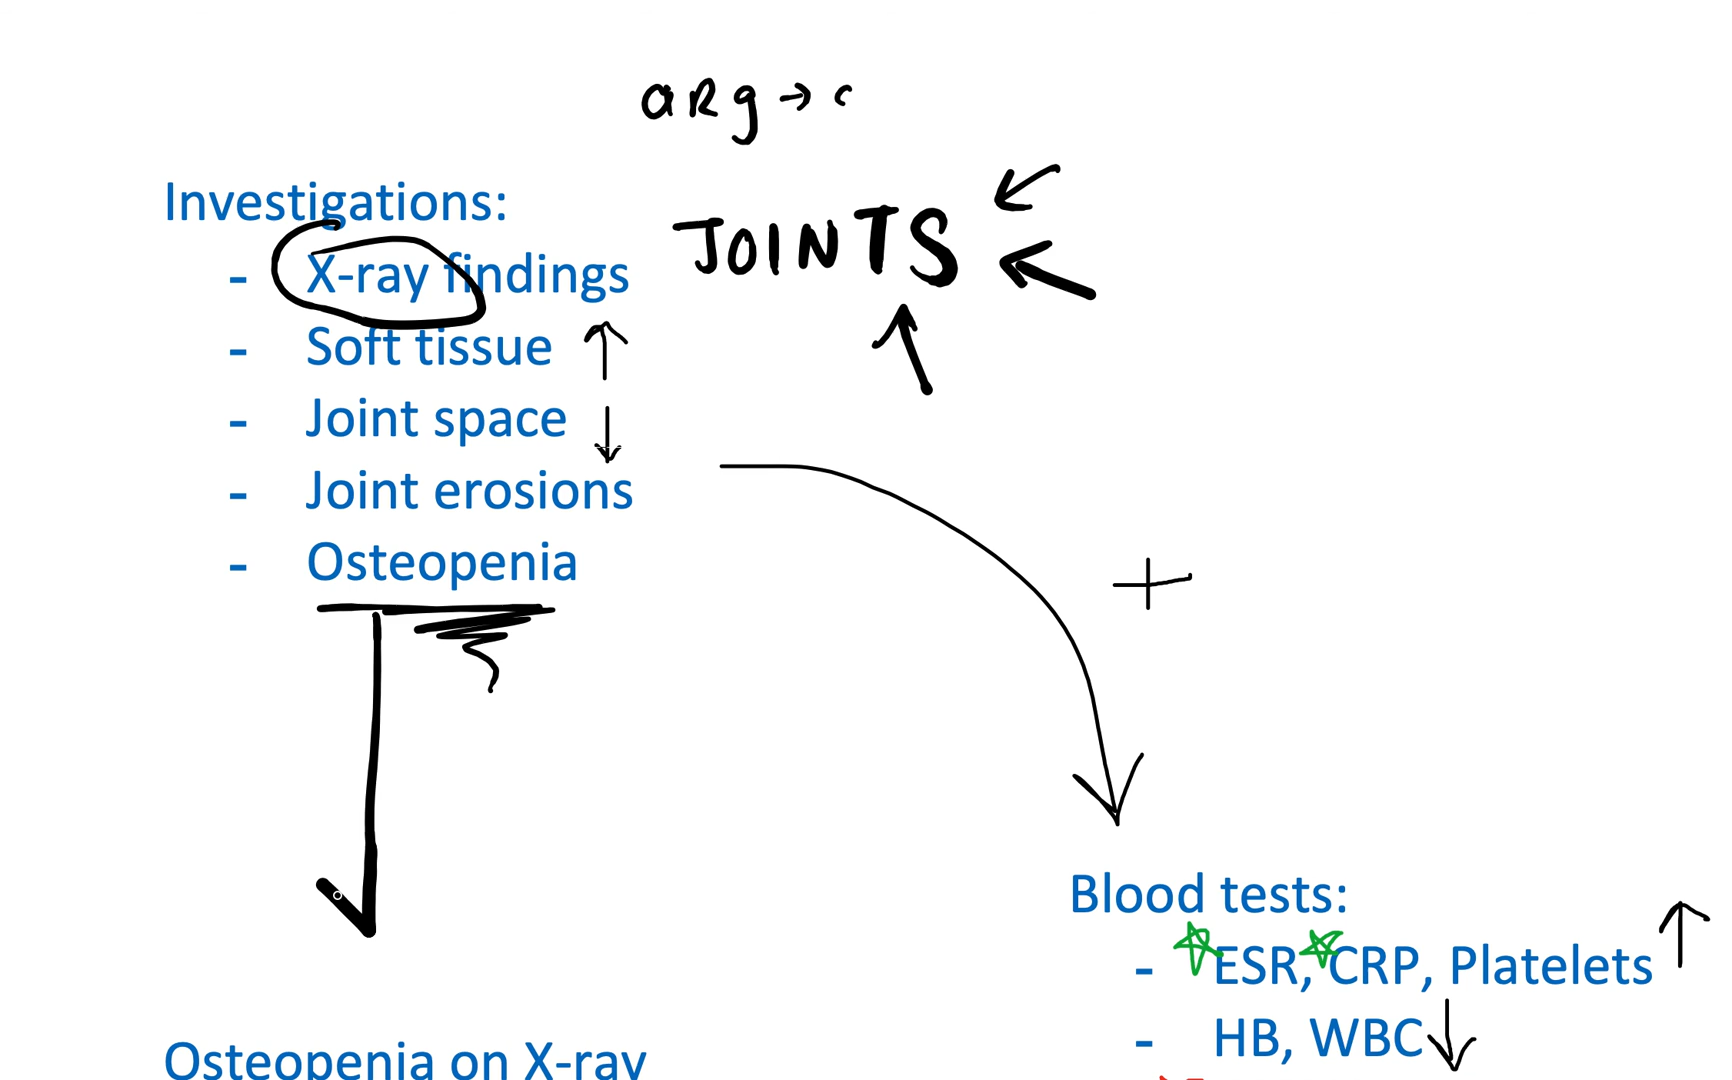 arg → c
Investigations:
JOINTS
- X-ray findings
- Soft tissue ↑
- Joint space ↓
- Joint erosions
- Osteopenia
+
Blood tests:
- ESR, CRP, Platelets ↑
- HB, WBC ↓
Osteopenia on X-ray